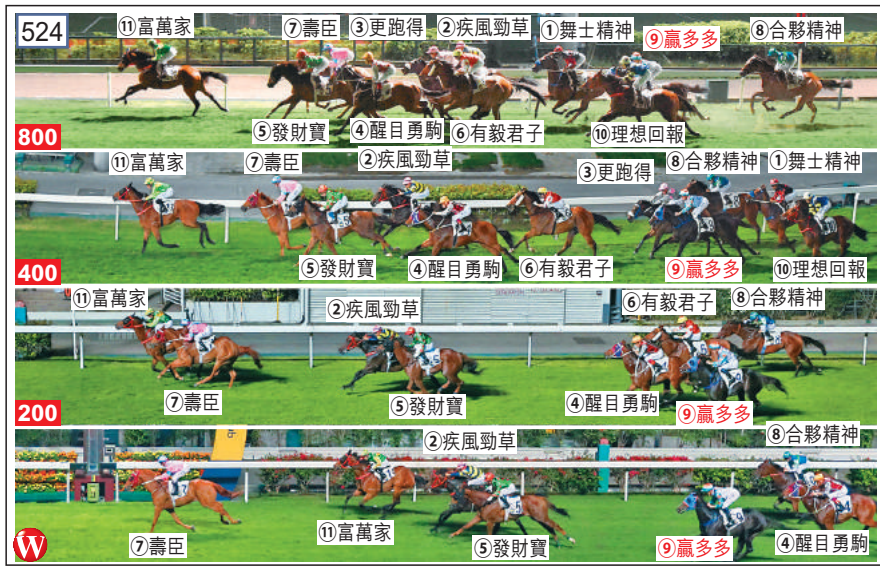 524
⑪富萬家
⑦壽臣
③更跑得
②疾風勁草
①舞士精神
⑨贏多多
⑧合夥精神
⑤發財寶
④醒目勇駒
⑥有毅君子
⑩理想回報
800
⑪富萬家
⑦壽臣
②疾風勁草
③更跑得
⑧合夥精神
①舞士精神
⑤發財寶
④醒目勇駒
⑥有毅君子
⑨贏多多
⑩理想回報
400
⑪富萬家
②疾風勁草
⑥有毅君子
⑧合夥精神
⑦壽臣
⑤發財寶
④醒目勇駒
⑨贏多多
200
②疾風勁草
⑧合夥精神
⑦壽臣
⑪富萬家
⑤發財寶
⑨贏多多
④醒目勇駒
W